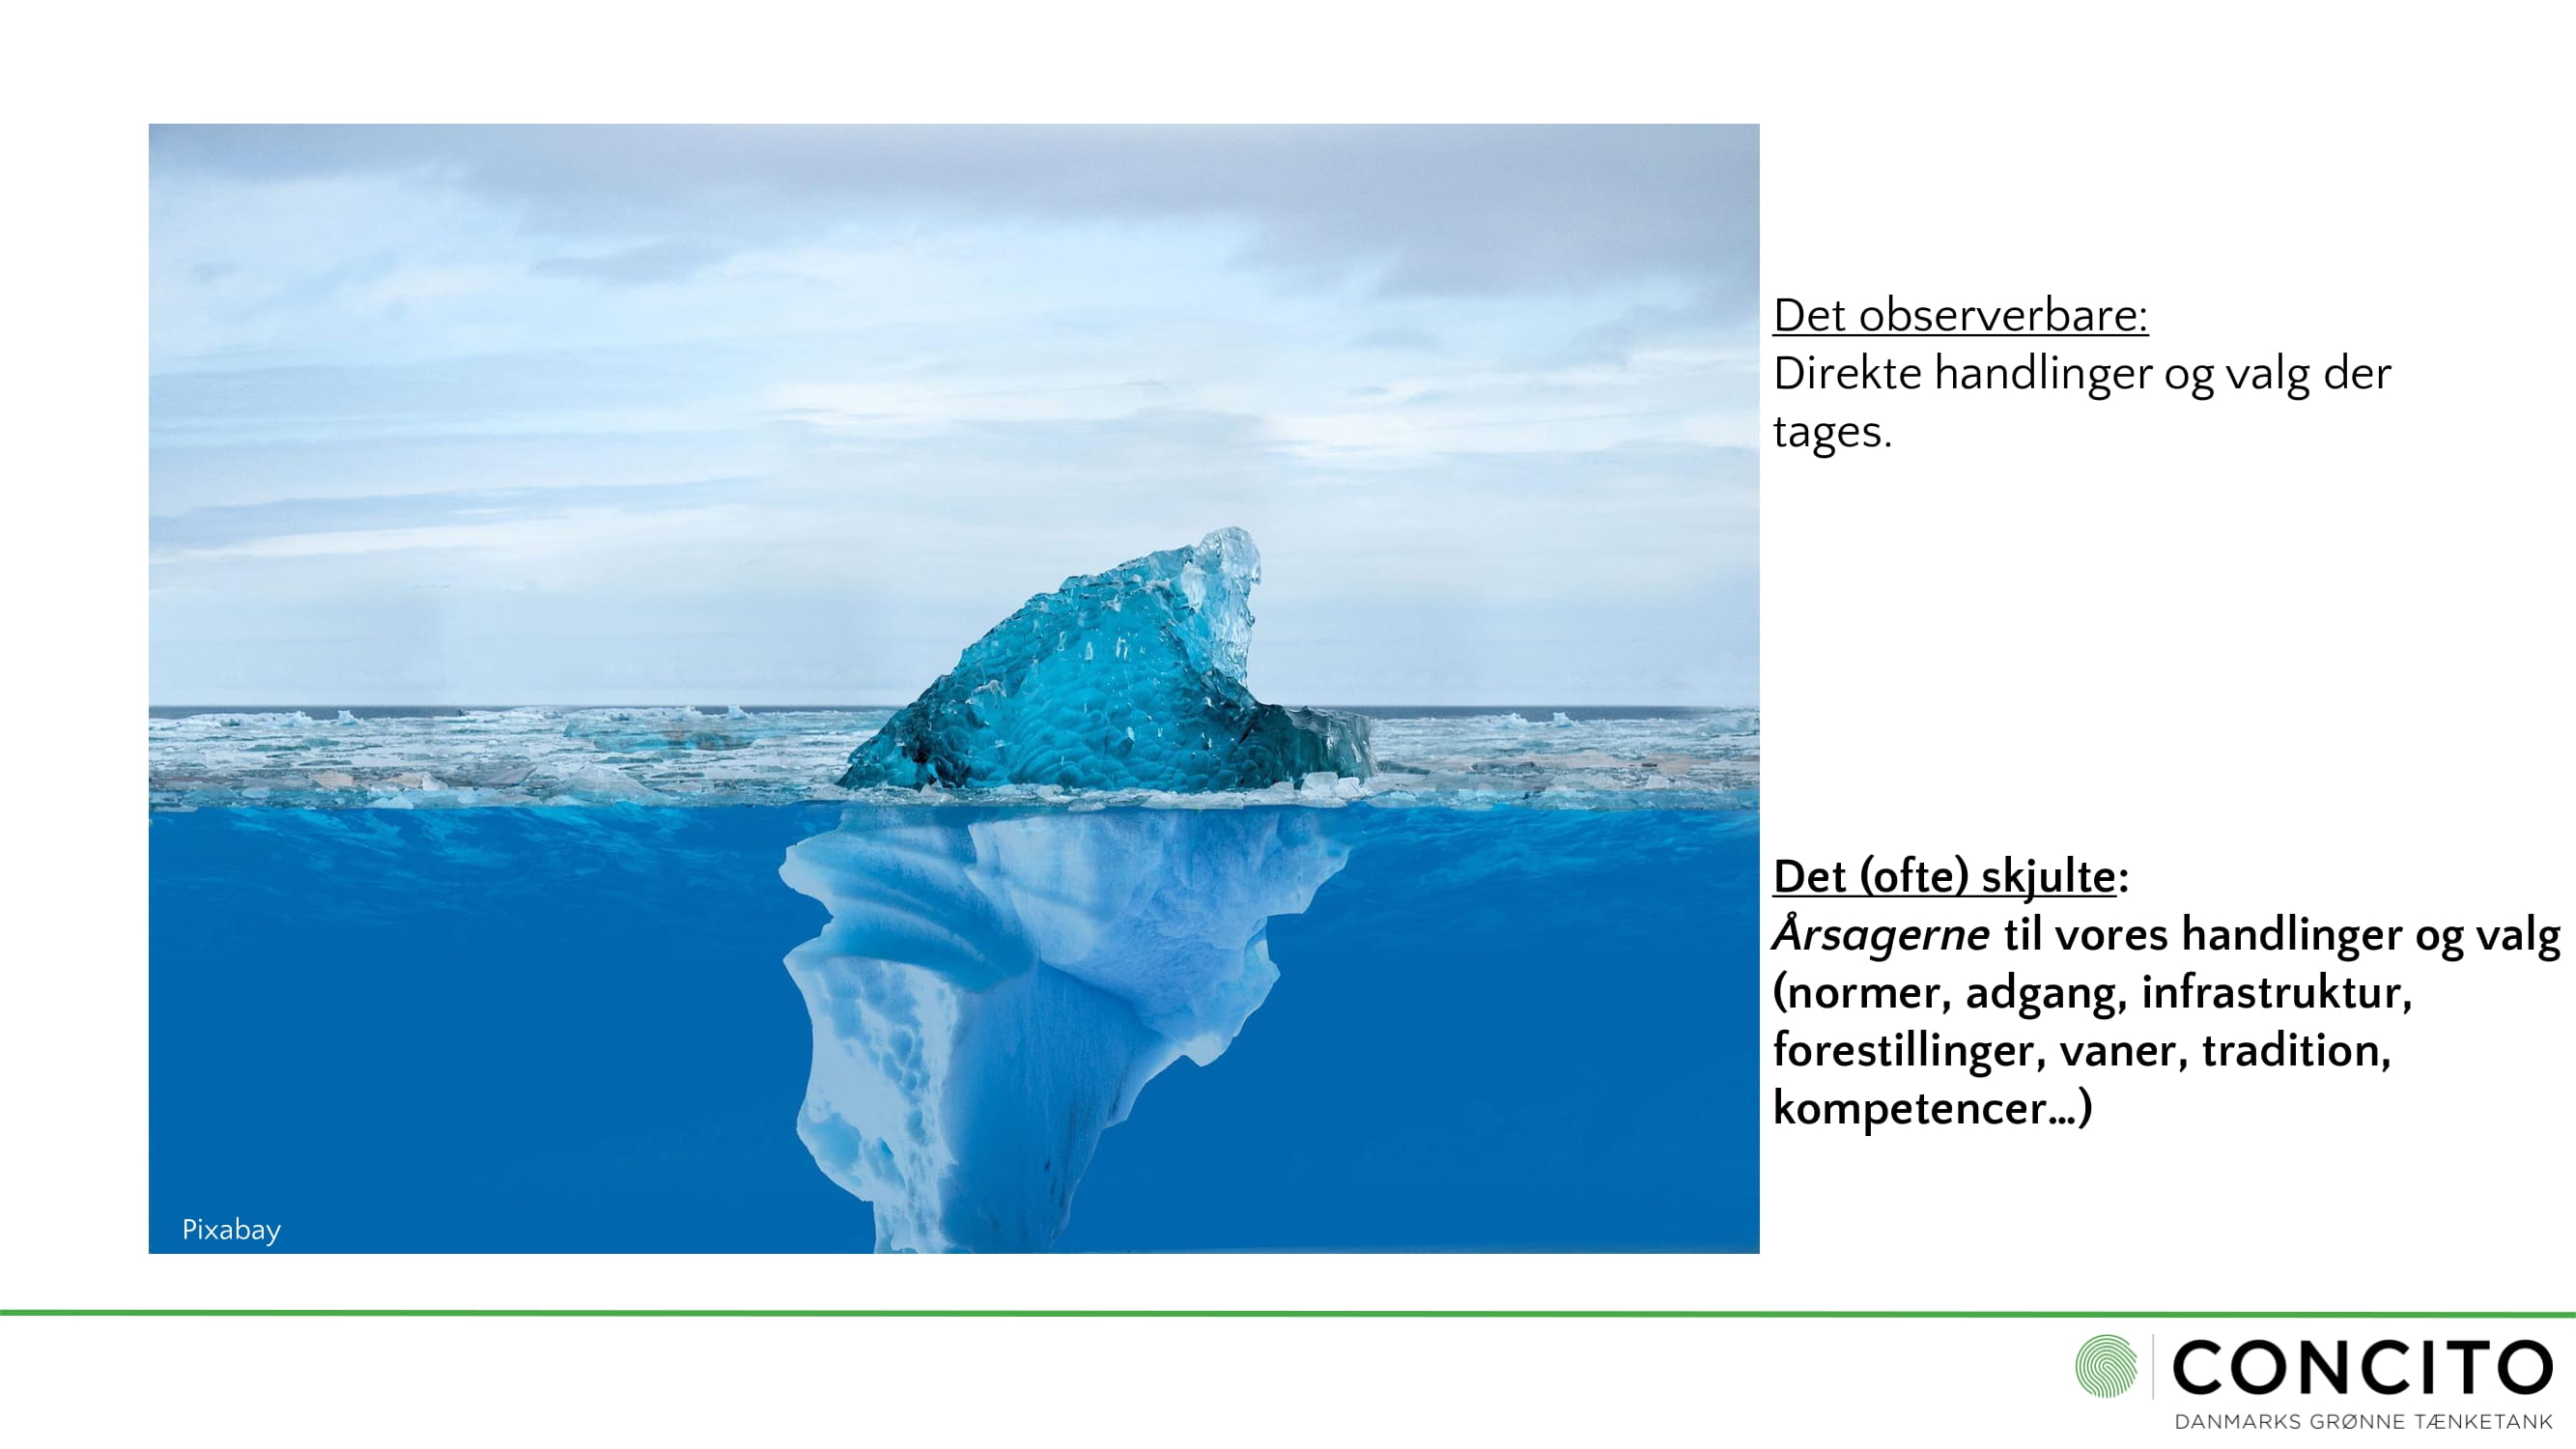 Det observerbare:
Direkte handlinger og valg der
tages.
Det (ofte) skjulte:
Årsagerne til vores handlinger og valg
(normer, adgang, infrastruktur,
forestillinger, vaner, tradition,
kompetencer...)
Pixabay
CONCITO
DANMARKS GRØNNE TÆNKETANK